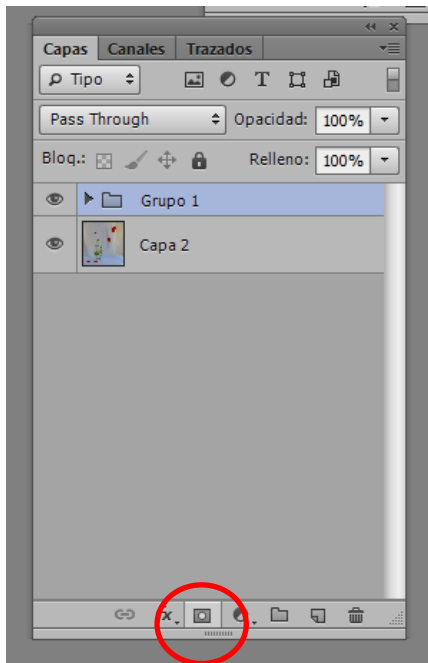 Capas Canales Trazados
Tipo T
Pass Through Opacidad: 100%
Bloq.: Relleno: 100%
Grupo 1
Capa 2
fx